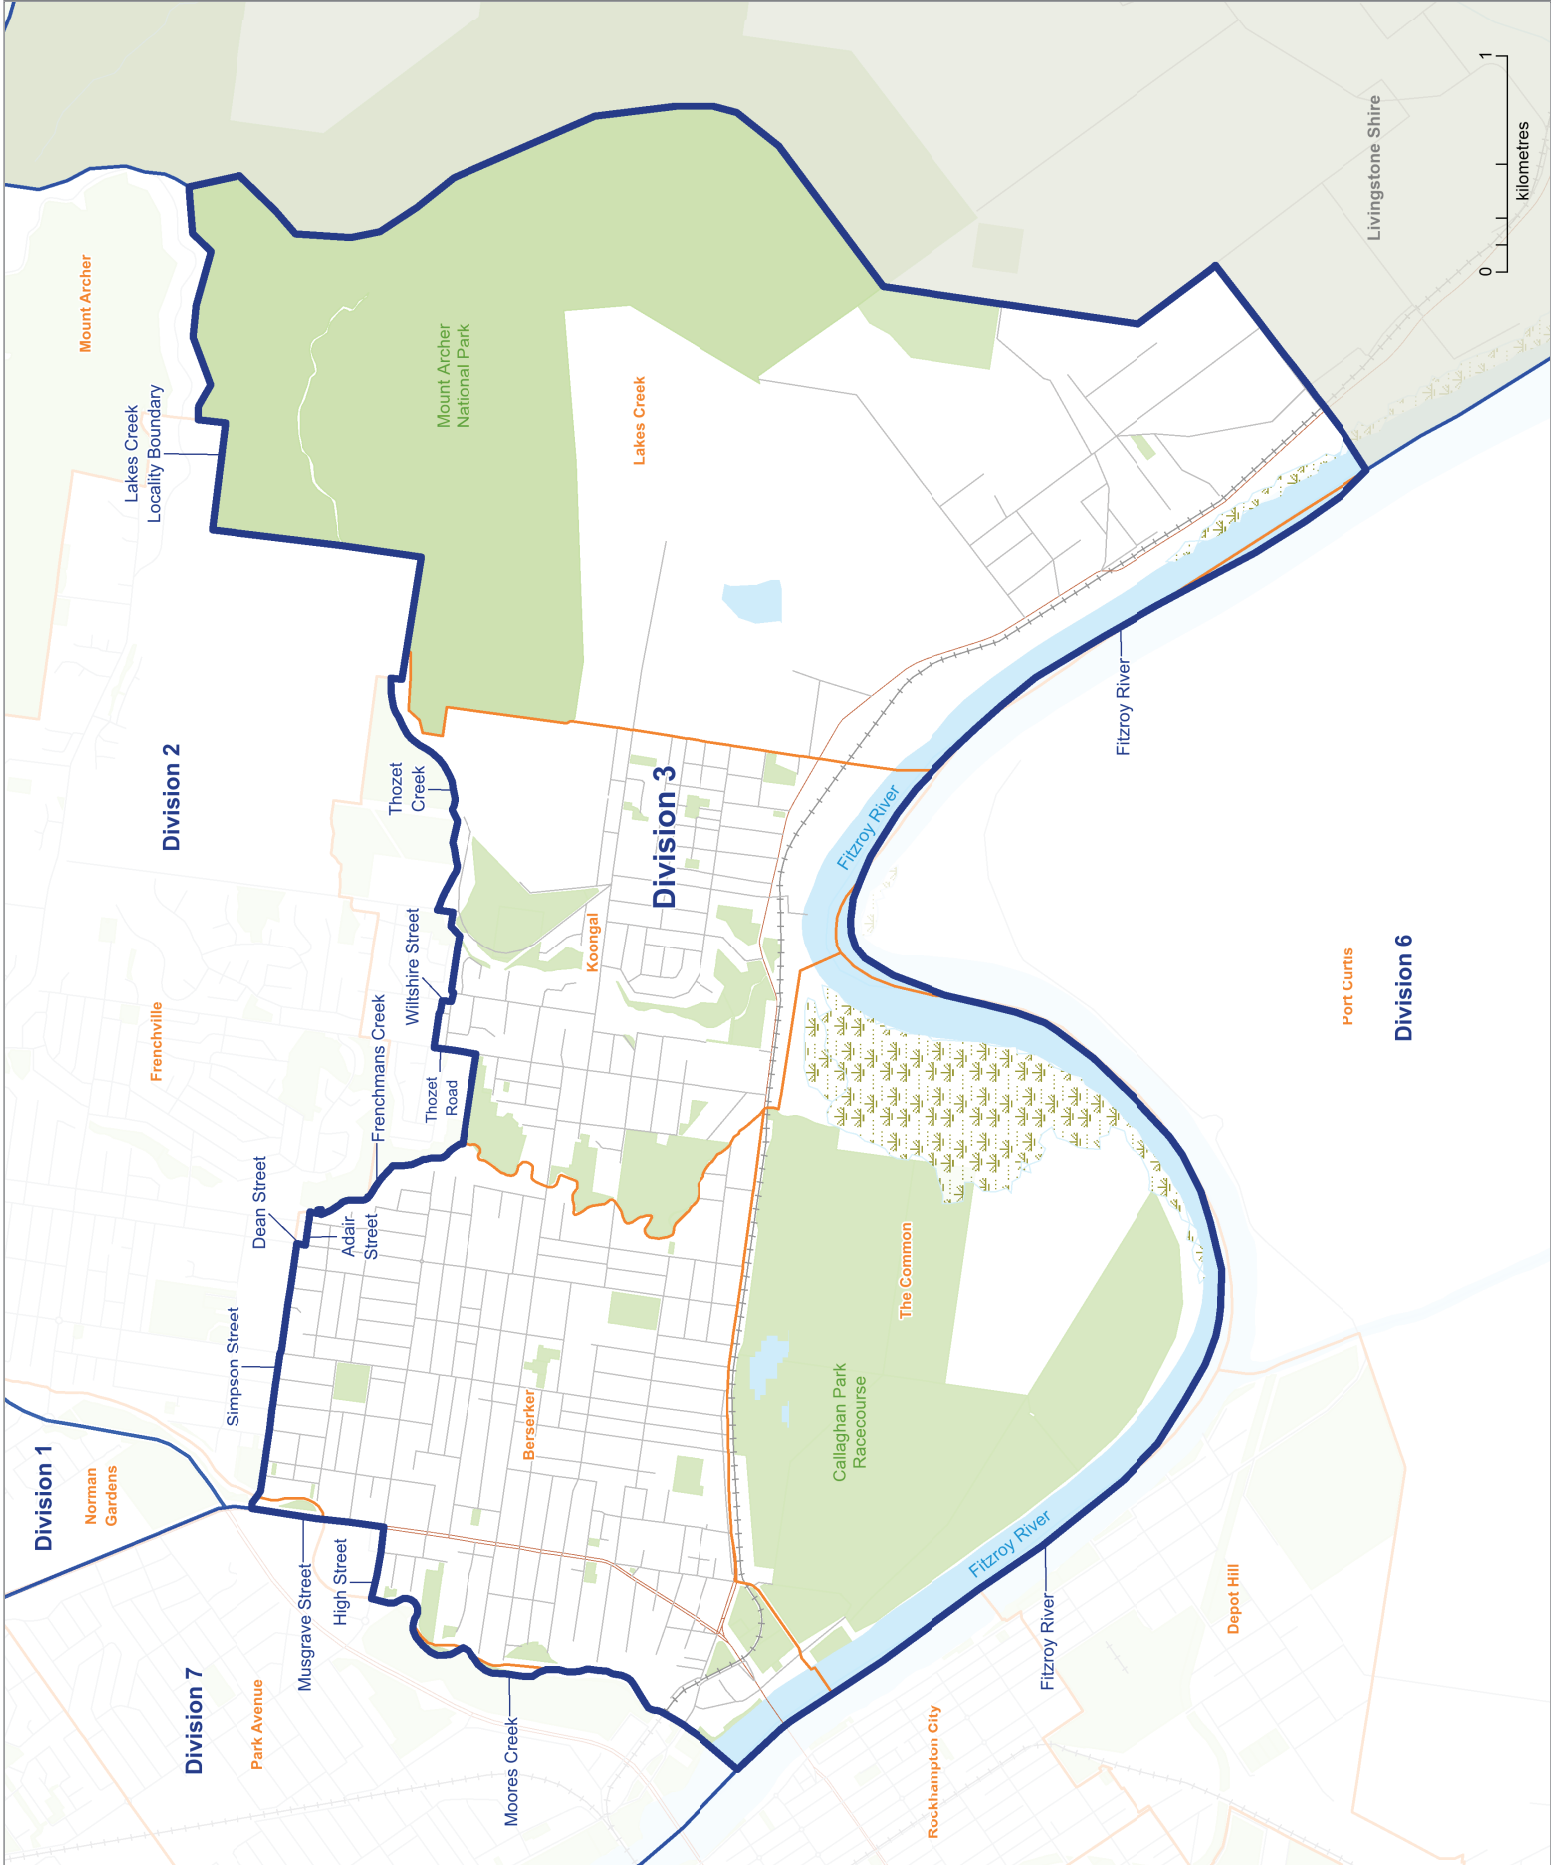 Division 1
Norman
Gardens
Division 7
Park Avenue
Musgrave Street
High Street
Moores Creek
Simpson Street
Dean Street
Adair
Street
Frenchmans Creek
Thozet
Road
Wiltshire Street
Frenchville
Division 2
Thozet
Creek
Lakes Creek
Locality Boundary
Mount Archer
Mount Archer
National Park
Lakes Creek
Koongal
Division 3
Berserker
Callaghan Park
Racecourse
The Common
Fitzroy River
Fitzroy River
Fitzroy River
Fitzroy River
Rockhampton City
Depot Hill
Port Curtis
Division 6
Livingstone Shire
0 1
kilometres